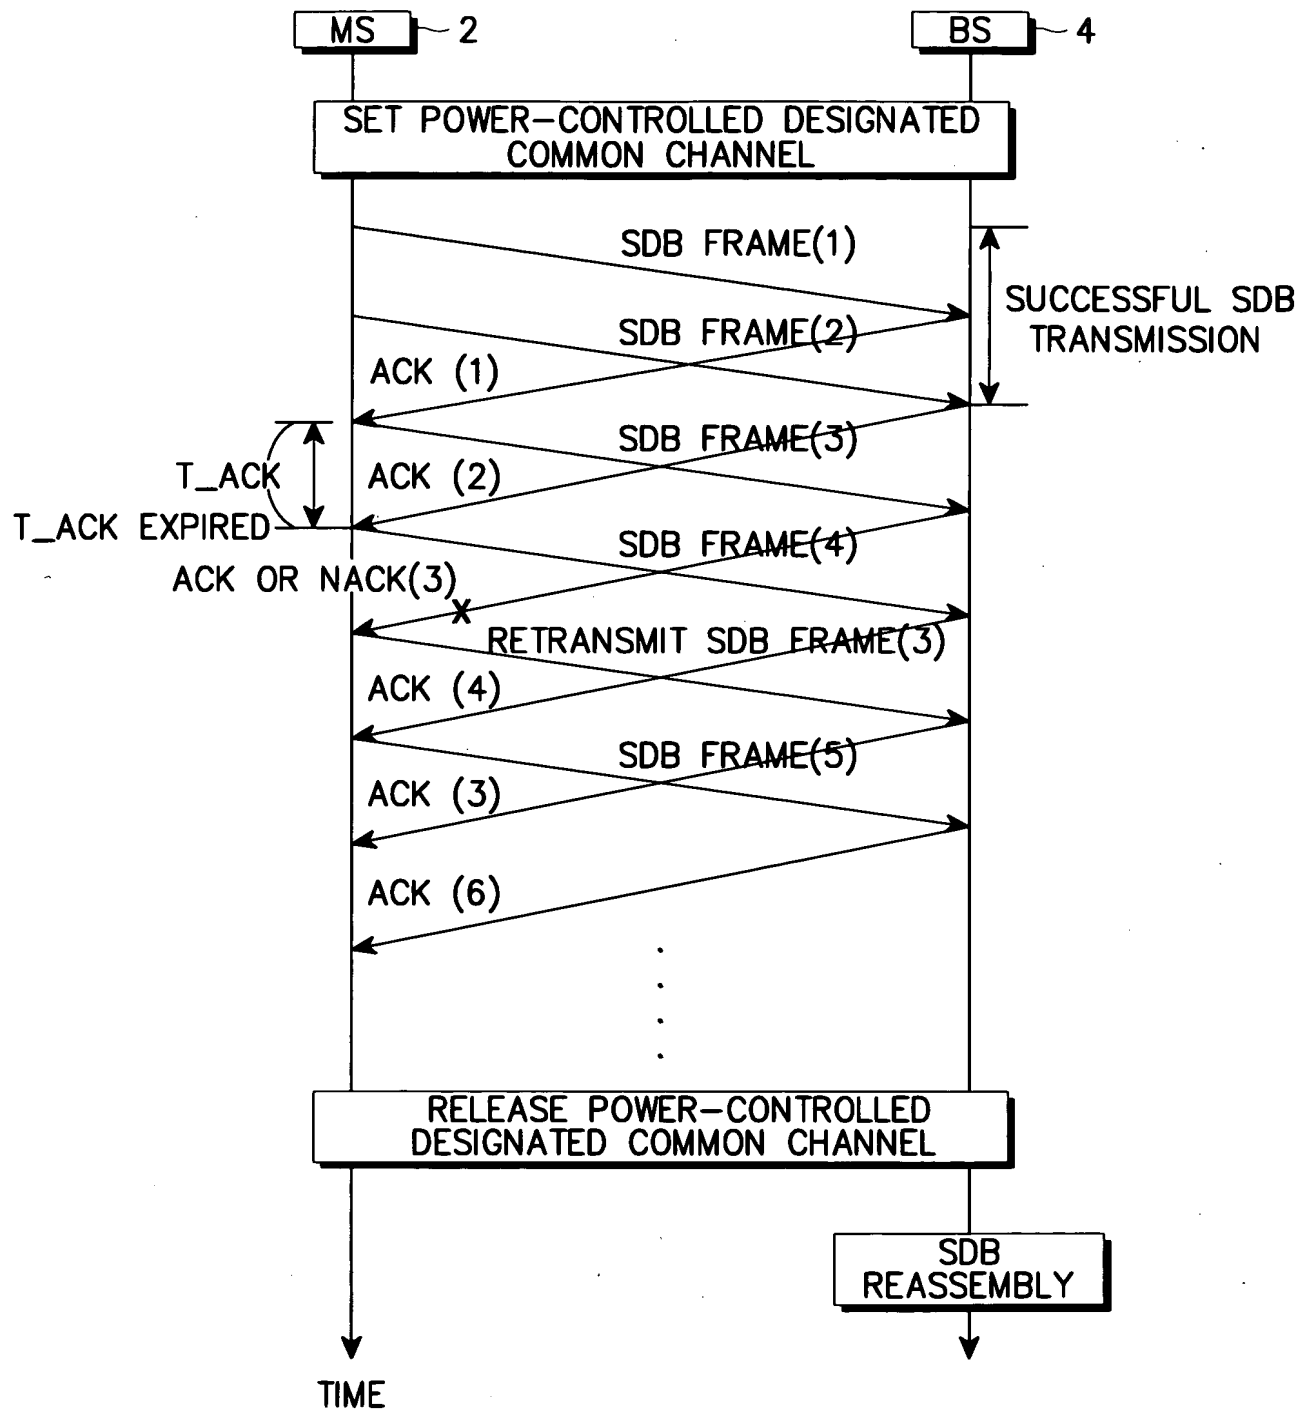 MS 2
BS 4
SET POWER-CONTROLLED DESIGNATED
COMMON CHANNEL
SDB FRAME(1)
SUCCESSFUL SDB
TRANSMISSION
SDB FRAME(2)
ACK (1)
SDB FRAME(3)
T_ACK
ACK (2)
T_ACK EXPIRED
SDB FRAME(4)
ACK OR NACK(3)
X
RETRANSMIT SDB FRAME(3)
ACK (4)
SDB FRAME(5)
ACK (3)
ACK (6)
RELEASE POWER-CONTROLLED
DESIGNATED COMMON CHANNEL
SDB
REASSEMBLY
TIME